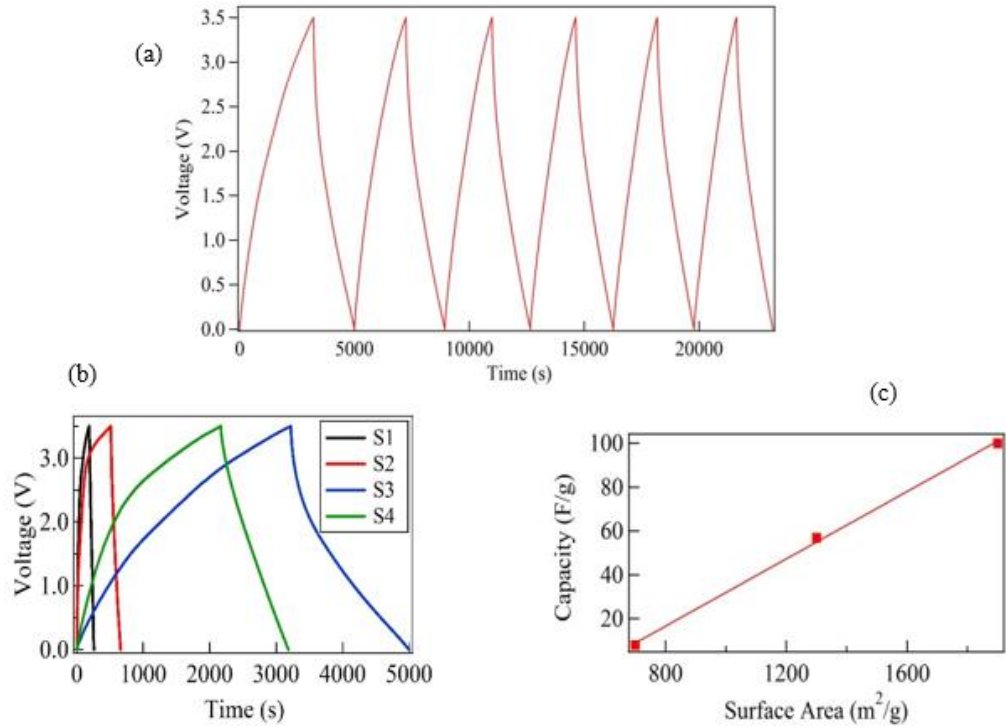 (a)
3.5
3.0
2.5
2.0
1.5
1.0
0.5
0.0
Voltage (V)
0 5000 10000 15000 20000
Time (s)
(b)
(c)
S1
S2
S3
S4
3.0
2.0
1.0
0.0
Voltage (V)
0 1000 2000 3000 4000 5000
Time (s)
100
80
60
40
20
Capacity (F/g)
800 1200 1600
Surface Area (m²/g)